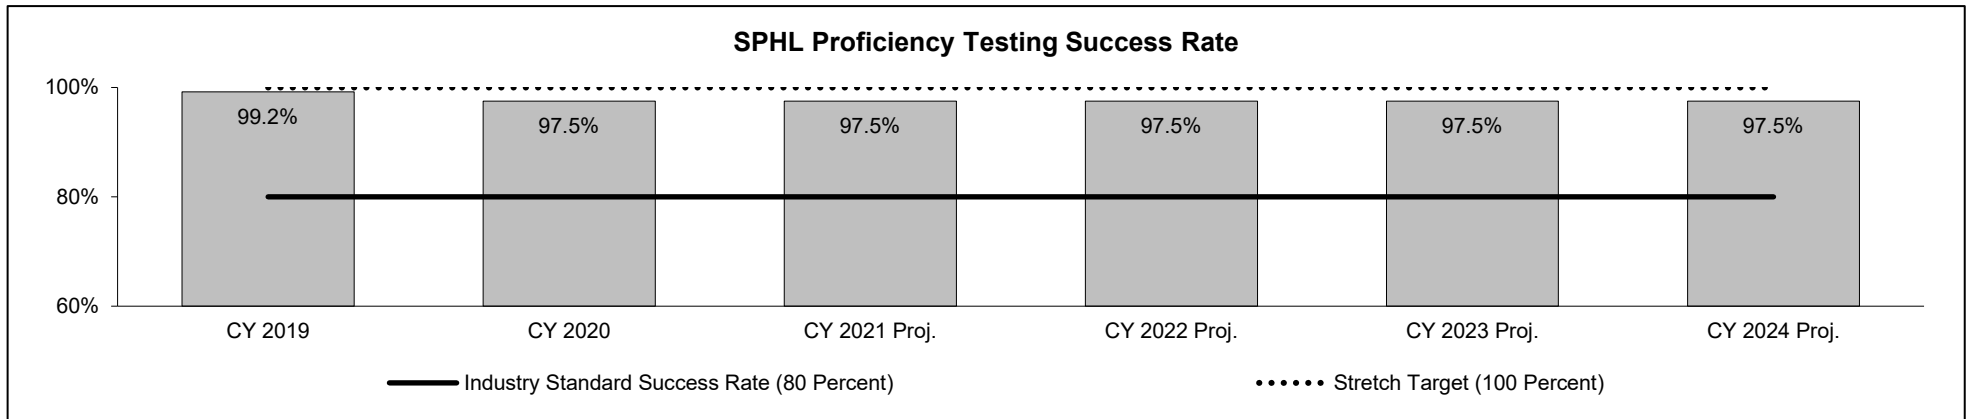 SPHL Proficiency Testing Success Rate
100%
99.2%
97.5%
97.5%
97.5%
97.5%
97.5%
80%
60%
CY 2019
CY 2020
CY 2021 Proj.
CY 2022 Proj.
CY 2023 Proj.
CY 2024 Proj.
Industry Standard Success Rate (80 Percent)
Stretch Target (100 Percent)